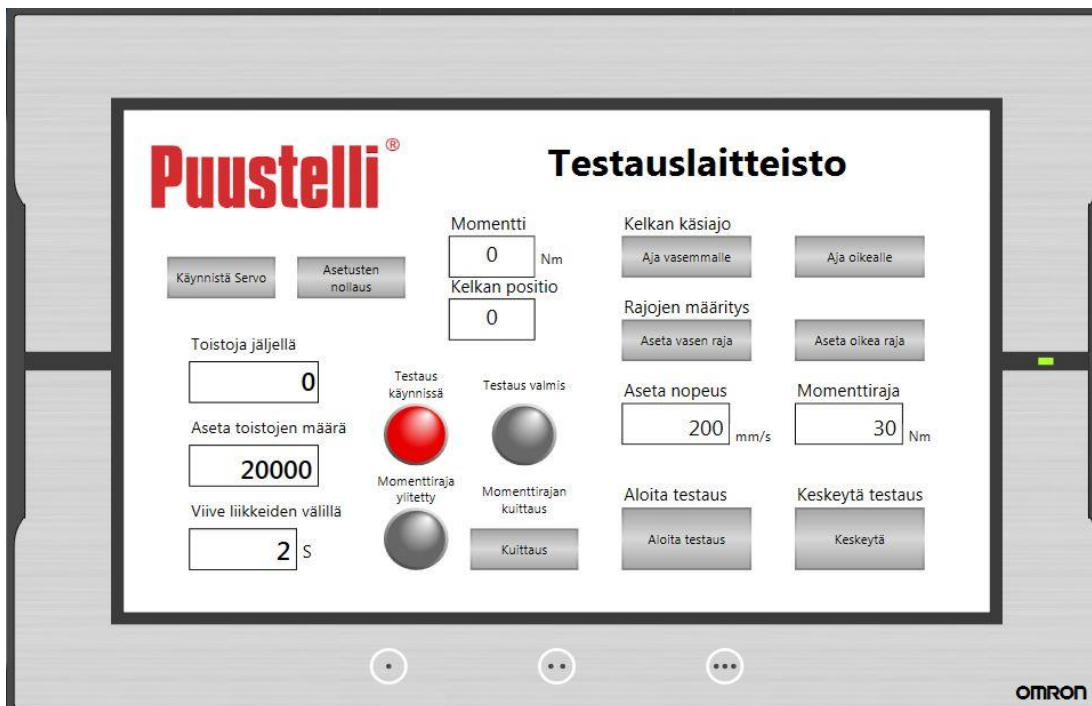 Puustelli®
Testauslaitteisto
Momentti
0 Nm
Kelkan positio
0
Kelkan käsiajo
Aja vasemmalle
Aja oikealle
Käynnistä Servo
Asetusten
nollaus
Rajojen määritys
Aseta vasen raja
Aseta oikea raja
Toistoja jäljellä
0
Testaus
käynnissä
Testaus valmis
Aseta nopeus
200 mm/s
Momenttiraja
30 Nm
Aseta toistojen määrä
20000
Momenttiraja
ylitetty
Momenttirajan
kuittaus
Kuittaus
Viive liikkeiden välillä
2 S
Aloita testaus
Aloita testaus
Keskeytä testaus
Keskeytä
OMRON